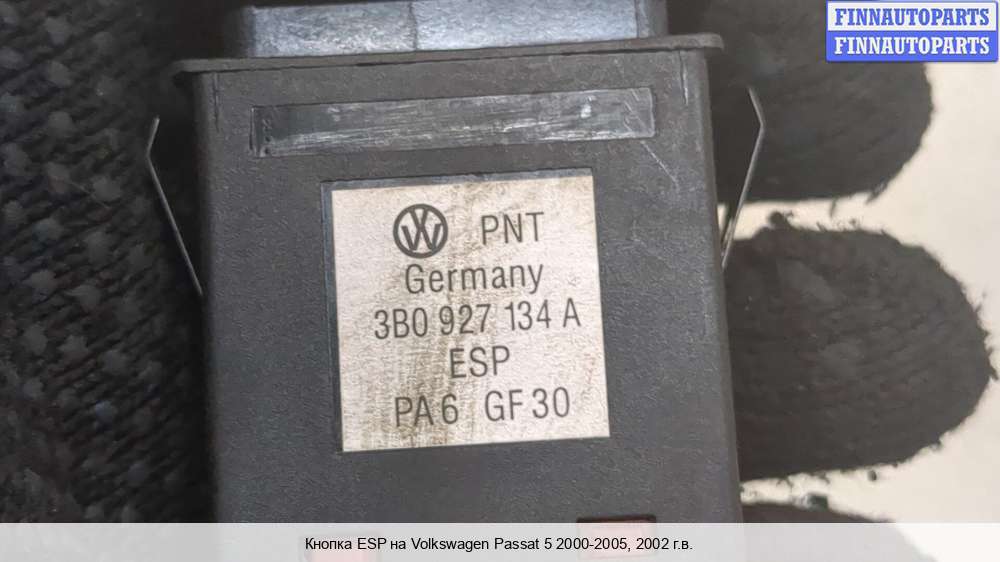 FINNAUTOPARTS
FINNAUTOPARTS
PNT
Germany
3B0 927 134 A
ESP
PA6 GF30
Кнопка ESP на Volkswagen Passat 5 2000-2005, 2002 г.в.